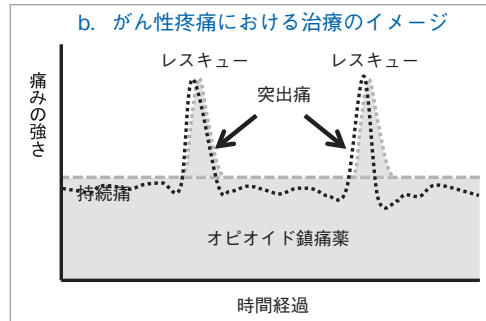 b. がん性疼痛における治療のイメージ
レスキュー
レスキュー
突出痛
痛みの強さ
持続痛
オピオイド鎮痛薬
時間経過